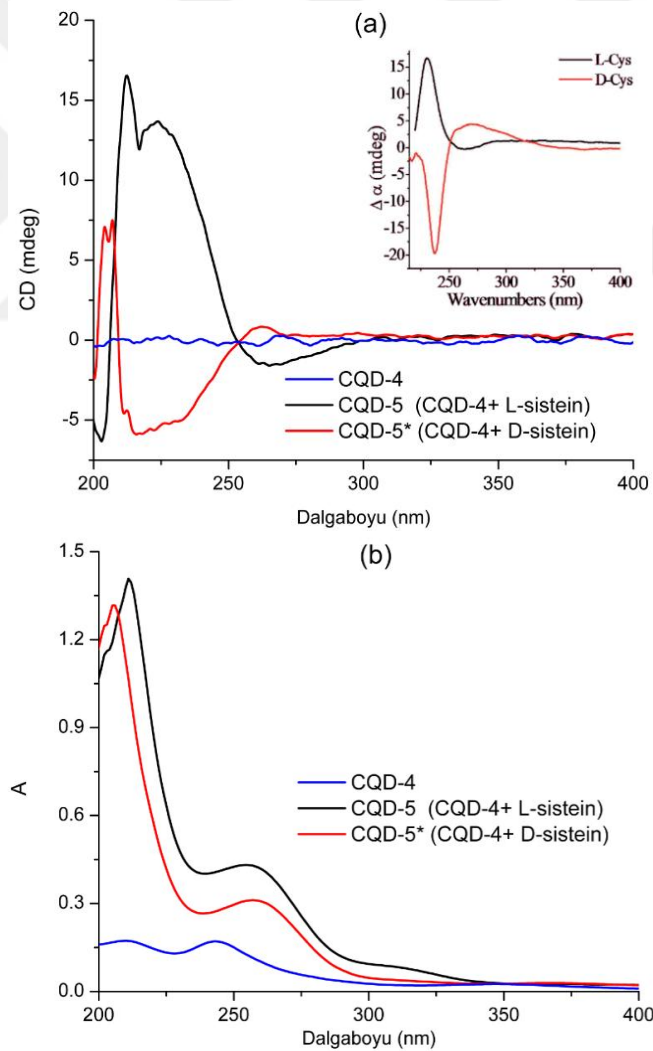 (a)
20
15
10
5
0
-5
CD (mdeg)
200
250
300
350
400
Dalgaboyu (nm)
CQD-4
CQD-5 (CQD-4+ L-sistein)
CQD-5* (CQD-4+ D-sistein)
L-Cys
D-Cys
15
10
5
0
-5
-10
-15
-20
Δ α (mdeg)
250
300
350
400
Wavenumbers (nm)
(b)
1.5
1.2
0.9
0.6
0.3
0.0
A
CQD-4
CQD-5 (CQD-4+ L-sistein)
CQD-5* (CQD-4+ D-sistein)
200
250
300
350
400
Dalgaboyu (nm)